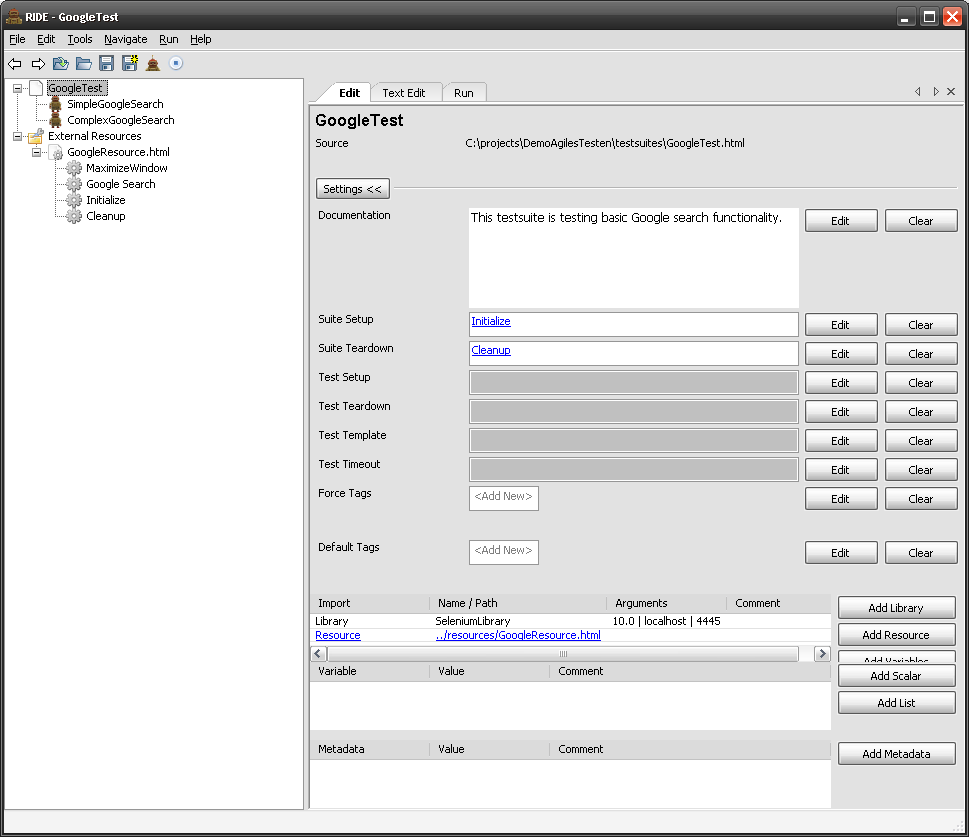 RIDE - GoogleTest
File Edit Tools Navigate Run Help
GoogleTest
SimpleGoogleSearch
ComplexGoogleSearch
External Resources
GoogleResource.html
MaximizeWindow
Google Search
Initialize
Cleanup
Edit Text Edit Run
GoogleTest
Source C:\projects\DemoAgilesTesten\testsuites\GoogleTest.html
Settings <<
Documentation This testsuite is testing basic Google search functionality. Edit Clear
Suite Setup Initialize Edit Clear
Suite Teardown Cleanup Edit Clear
Test Setup Edit Clear
Test Teardown Edit Clear
Test Template Edit Clear
Test Timeout Edit Clear
Force Tags <Add New> Edit Clear
Default Tags <Add New> Edit Clear
Import Name / Path Arguments Comment Add Library
Library SeleniumLibrary 10.0 | localhost | 4445
Resource ../resources/GoogleResource.html Add Resource
Add Variables
Variable Value Comment Add Scalar
Add List
Metadata Value Comment Add Metadata